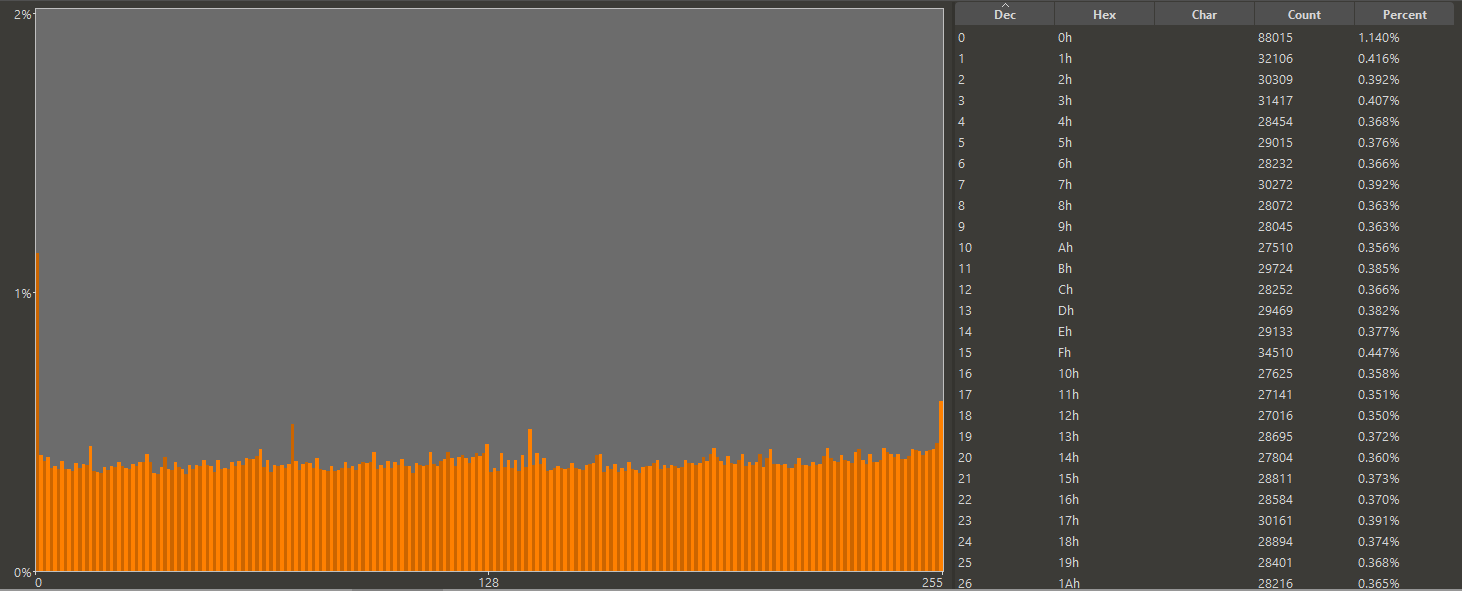 2%
1%
0%
0 128 255
Dec Hex Char Count Percent
0 0h 88015 1.140%
1 1h 32106 0.416%
2 2h 30309 0.392%
3 3h 31417 0.407%
4 4h 28454 0.368%
5 5h 29015 0.376%
6 6h 28232 0.366%
7 7h 30272 0.392%
8 8h 28072 0.363%
9 9h 28045 0.363%
10 Ah 27510 0.356%
11 Bh 29724 0.385%
12 Ch 28252 0.366%
13 Dh 29469 0.382%
14 Eh 29133 0.377%
15 Fh 34510 0.447%
16 10h 27625 0.358%
17 11h 27141 0.351%
18 12h 27016 0.350%
19 13h 28695 0.372%
20 14h 27804 0.360%
21 15h 28811 0.373%
22 16h 28584 0.370%
23 17h 30161 0.391%
24 18h 28894 0.374%
25 19h 28401 0.368%
26 1Ah 28216 0.365%